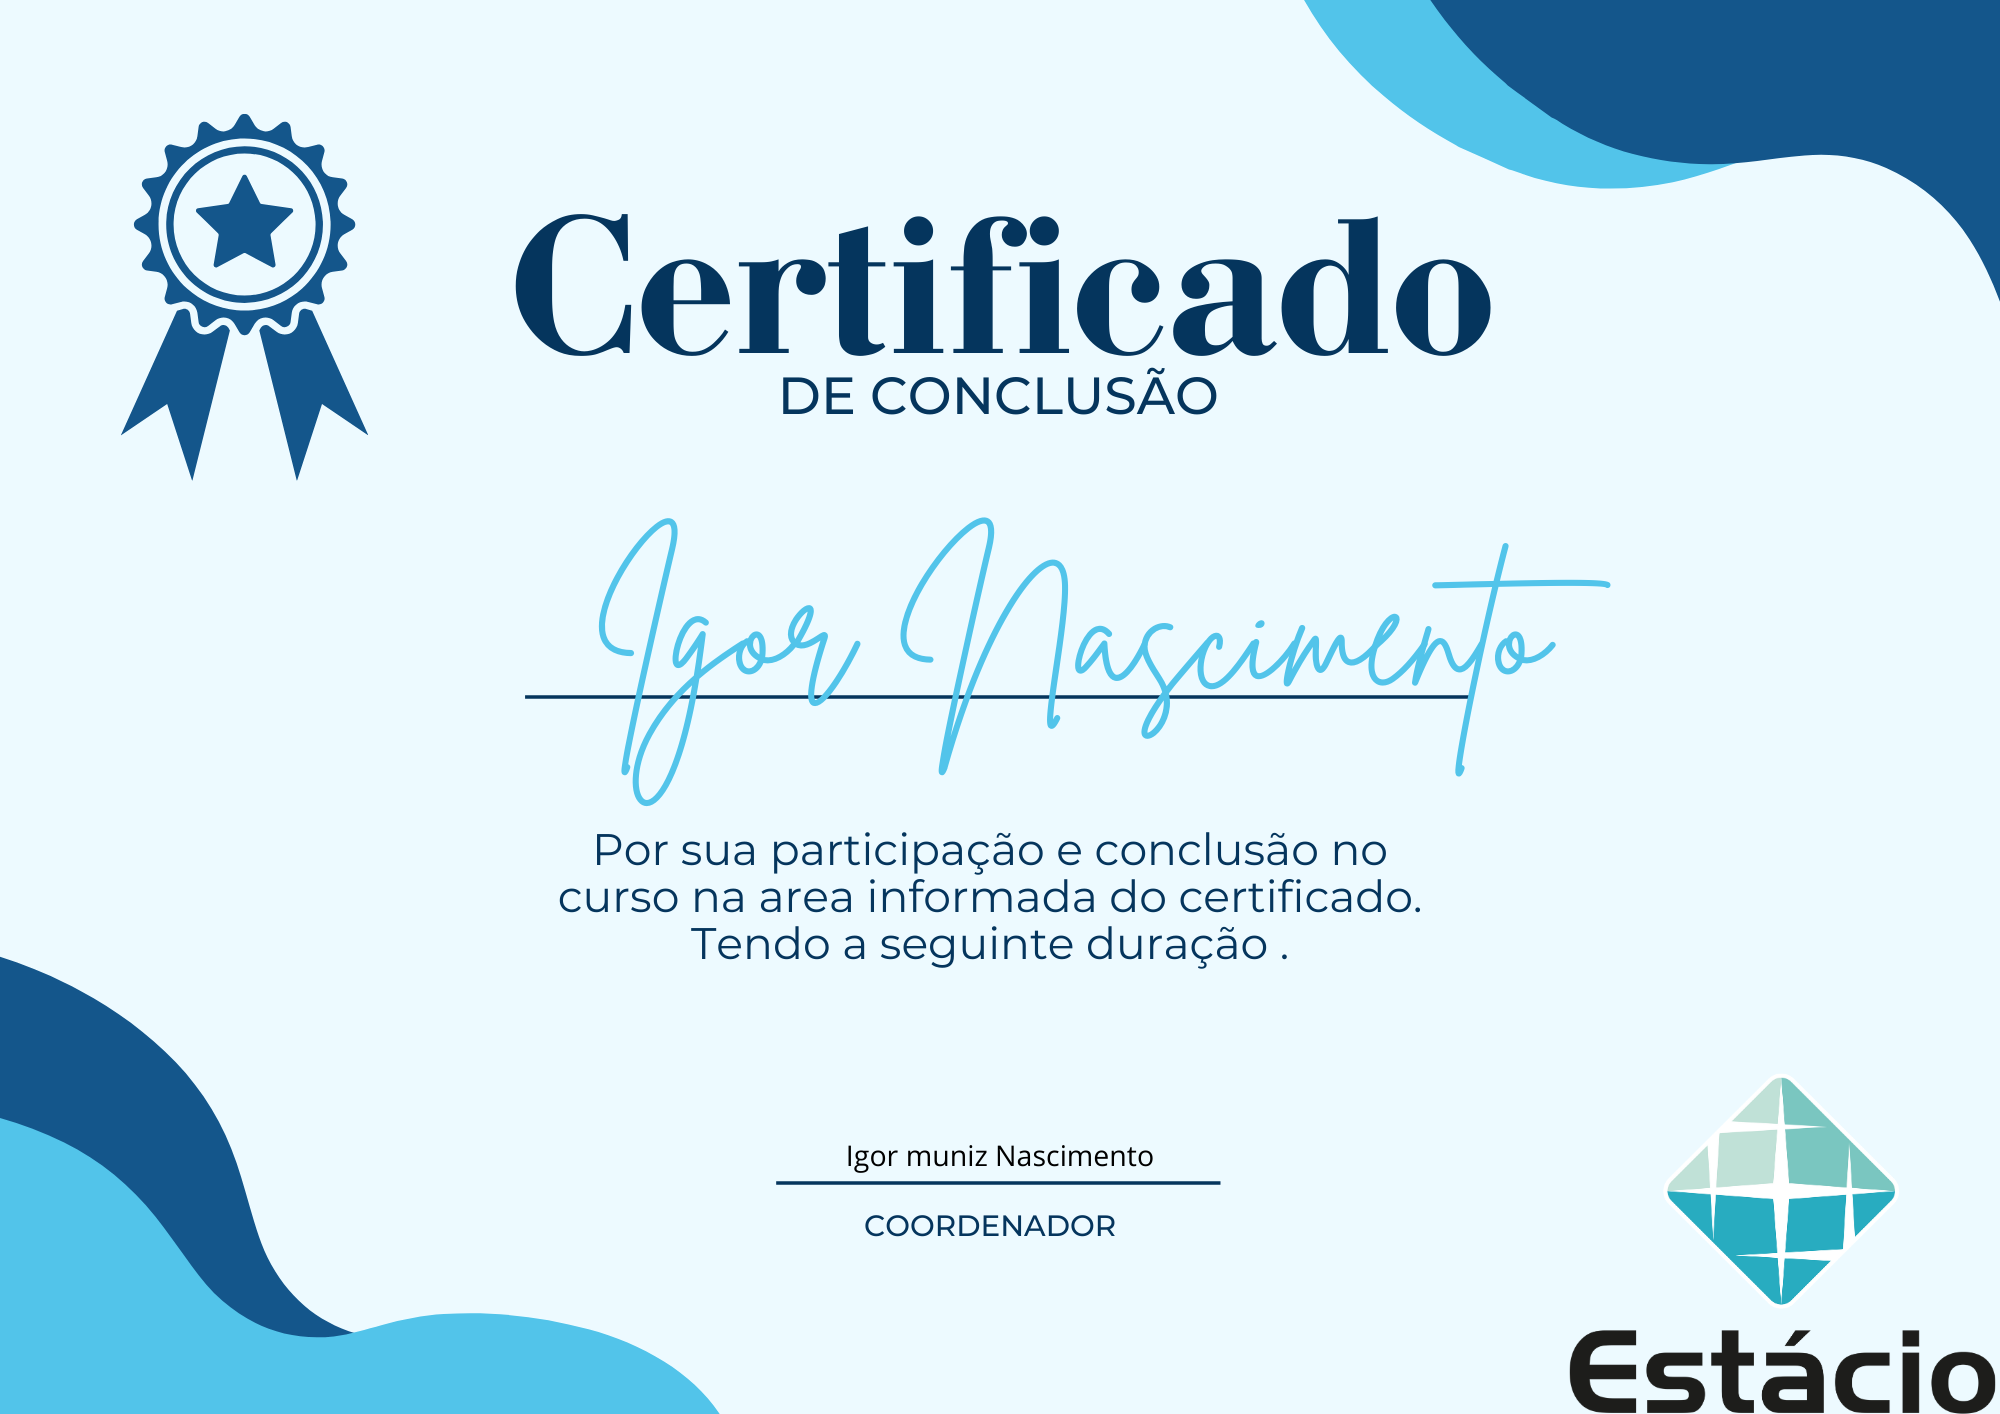 Certificado
DE CONCLUSÃO
Igor Nascimento
Por sua participação e conclusão no
curso na area informada do certificado.
Tendo a seguinte duração .
Igor muniz Nascimento
COORDENADOR
Estácio